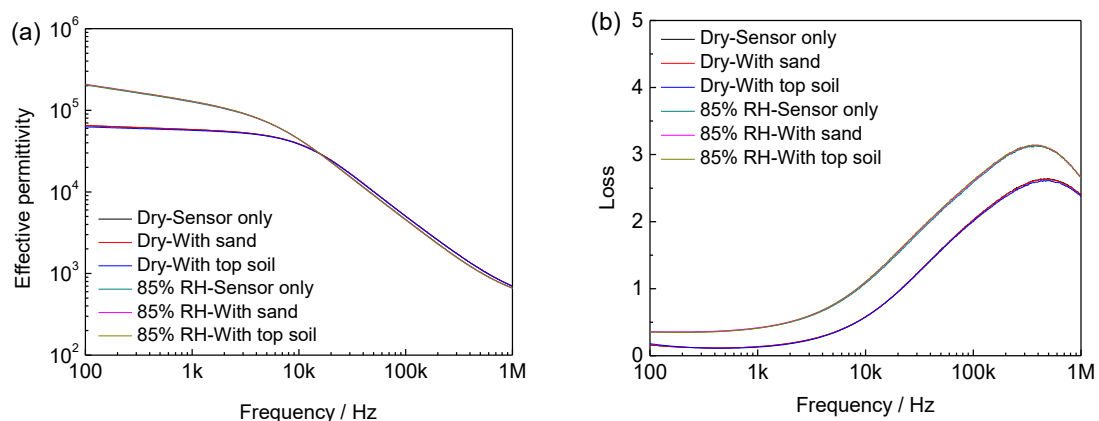 (a)
10^6
10^5
10^4
10^3
10^2
Effective permittivity
Dry-Sensor only
Dry-With sand
Dry-With top soil
85% RH-Sensor only
85% RH-With sand
85% RH-With top soil
100 1k 10k 100k 1M
Frequency / Hz
(b)
5
4
3
2
1
0
Loss
Dry-Sensor only
Dry-With sand
Dry-With top soil
85% RH-Sensor only
85% RH-With sand
85% RH-With top soil
100 1k 10k 100k 1M
Frequency / Hz